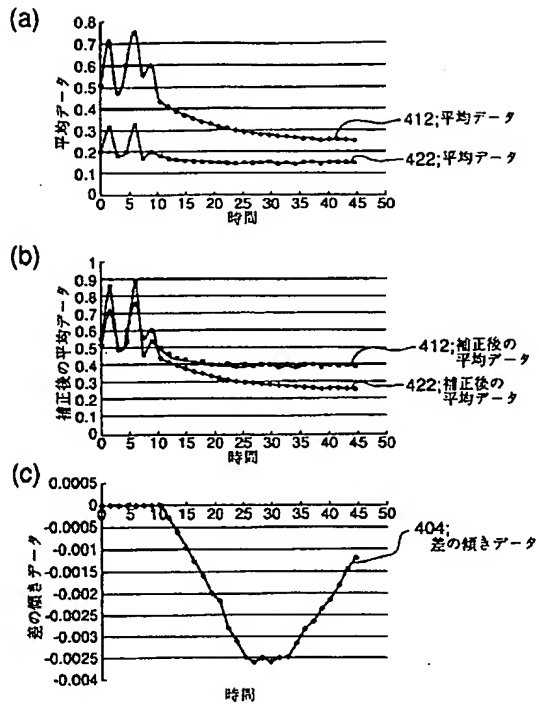 (a)
平均データ
0.8
0.7
0.6
0.5
0.4
0.3
0.2
0.1
0
0 5 10 15 20 25 30 35 40 45 50
時間
412;平均データ
422;平均データ
(b)
補正後の平均データ
1
0.9
0.8
0.7
0.6
0.5
0.4
0.3
0.2
0.1
0
0 5 10 15 20 25 30 35 40 45 50
時間
412;補正後の
平均データ
422;補正後の
平均データ
(c)
差の傾きデータ
0.0005
0
-0.0005
-0.001
-0.0015
-0.002
-0.0025
-0.003
-0.0025
-0.004
0 5 10 15 20 25 30 35 40 45 50
時間
404;
差の傾きデータ